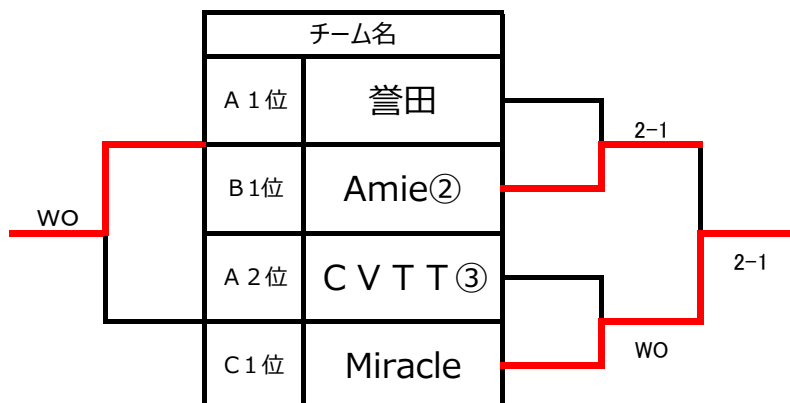 チーム名
A１位 誉田
2-1
B1位 Amie②
WO
A２位 ＣＶＴＴ③
2-1
WO
C1位 Miracle